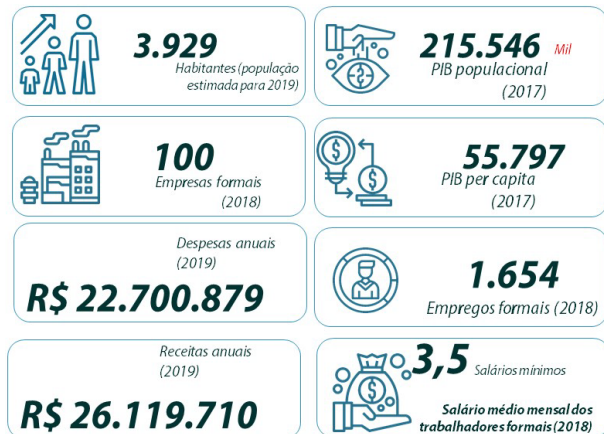 3.929
Habitantes (população
estimada para 2019)
215.546 Mil
PIB populacional
(2017)
100
Empresas formais
(2018)
55.797
PIB per capita
(2017)
Despesas anuais
(2019)
R$ 22.700.879
1.654
Empregos formais (2018)
Receitas anuais
(2019)
R$ 26.119.710
3,5 Salários mínimos
Salário médio mensal dos
trabalhadores formais (2018)